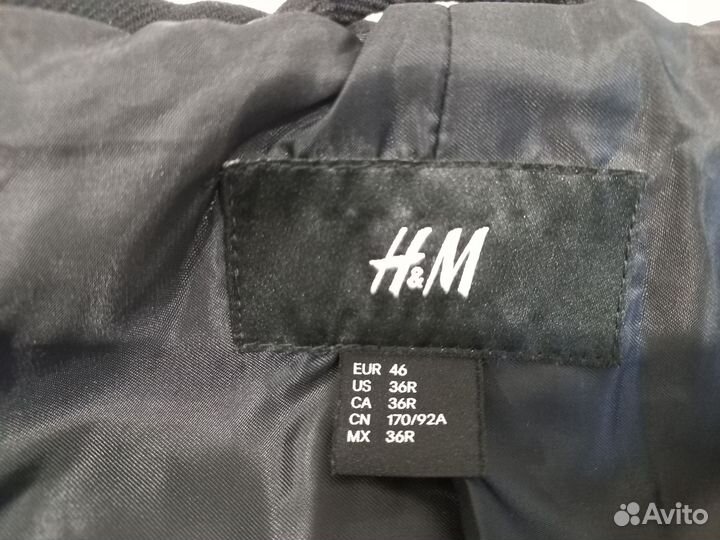 H&M
EUR 46
US 36R
CA 36R
CN 170/92A
MX 36R
Avito